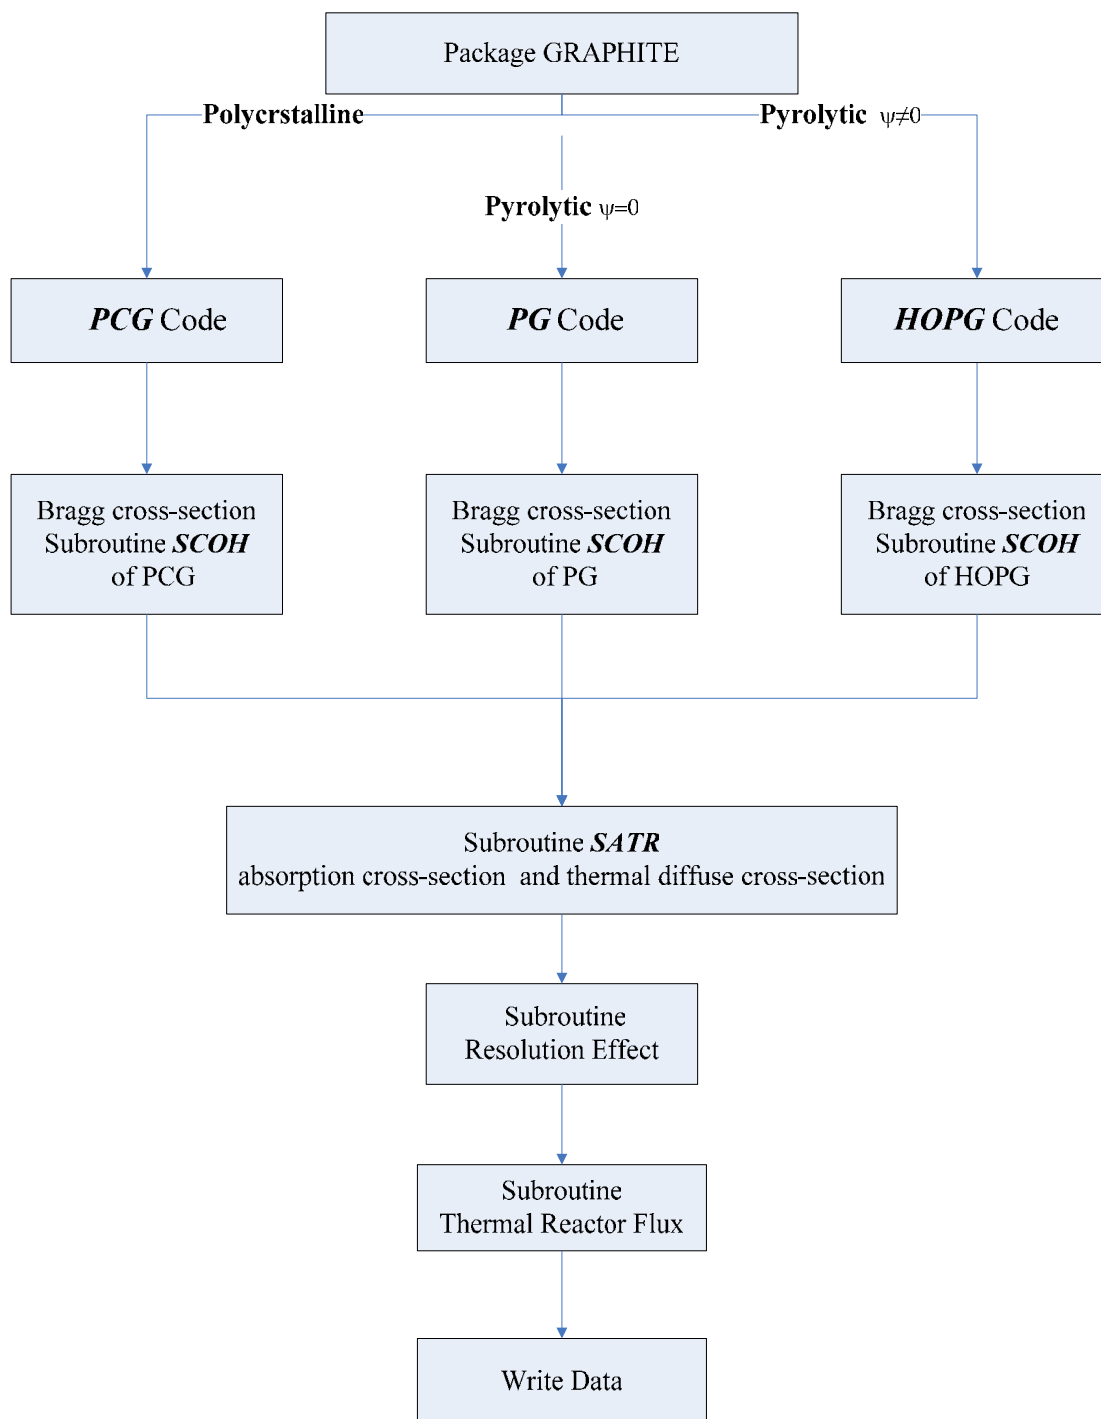 Package GRAPHITE
Polycrstalline
Pyrolytic ψ≠0
Pyrolytic ψ=0
PCG Code
PG Code
HOPG Code
Bragg cross-section
Subroutine SCOH
of PCG
Bragg cross-section
Subroutine SCOH
of PG
Bragg cross-section
Subroutine SCOH
of HOPG
Subroutine SATR
absorption cross-section and thermal diffuse cross-section
Subroutine
Resolution Effect
Subroutine
Thermal Reactor Flux
Write Data